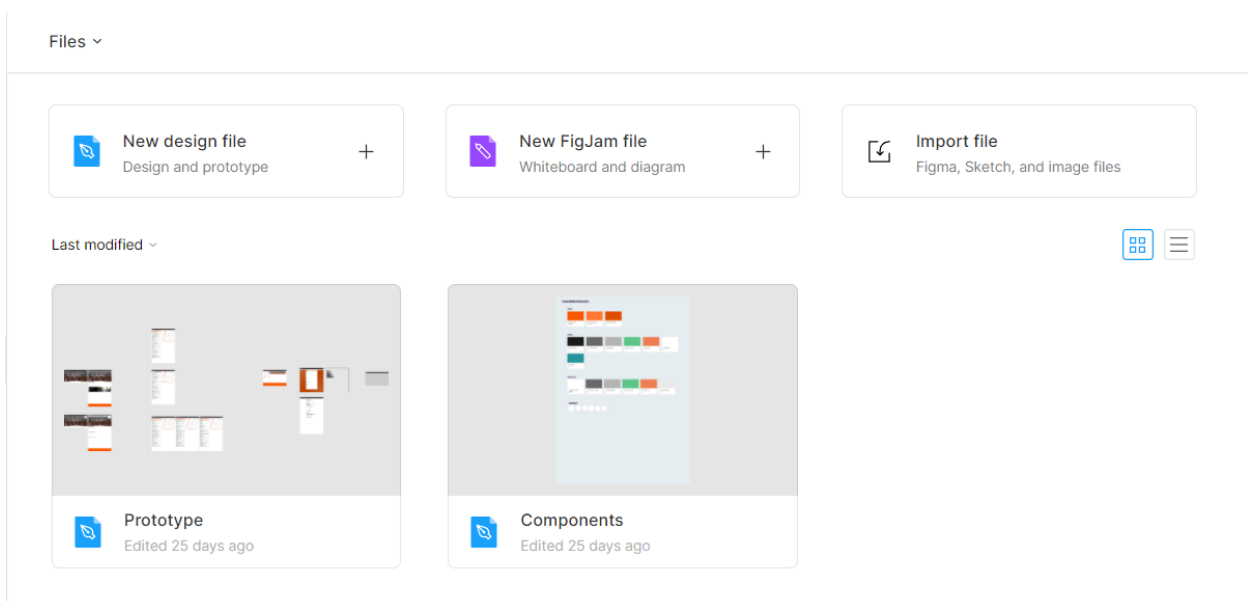 Files
New design file
Design and prototype
New FigJam file
Whiteboard and diagram
Import file
Figma, Sketch, and image files
Last modified
Prototype
Edited 25 days ago
Components
Edited 25 days ago